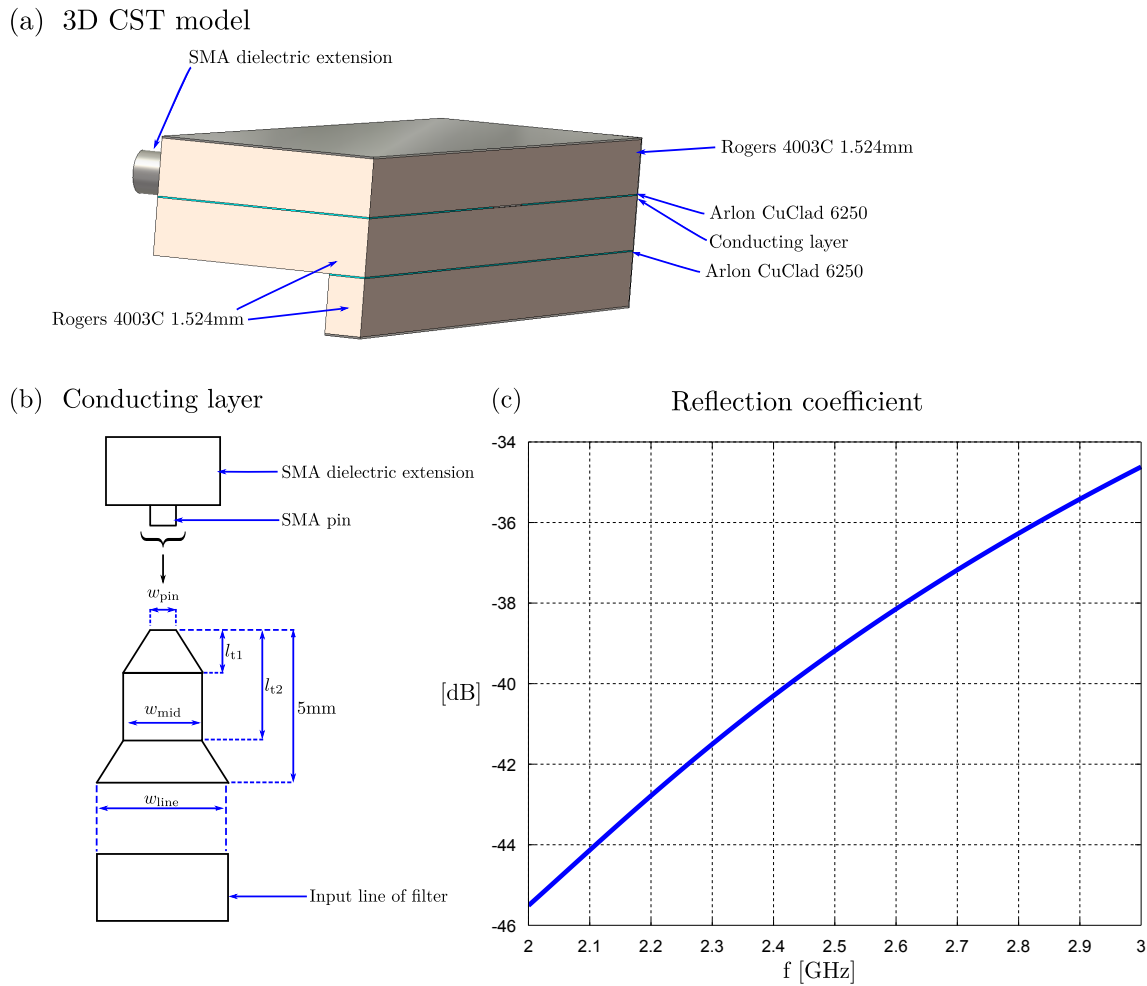 (a) 3D CST model
SMA dielectric extension
Rogers 4003C 1.524mm
Arlon CuClad 6250
Conducting layer
Arlon CuClad 6250
Rogers 4003C 1.524mm
(b) Conducting layer
SMA dielectric extension
SMA pin
w_pin
l_t1
l_t2
5mm
w_mid
w_line
Input line of filter
(c) Reflection coefficient
-34
-36
-38
-40
[dB]
-42
-44
-46
2 2.1 2.2 2.3 2.4 2.5 2.6 2.7 2.8 2.9 3
f [GHz]